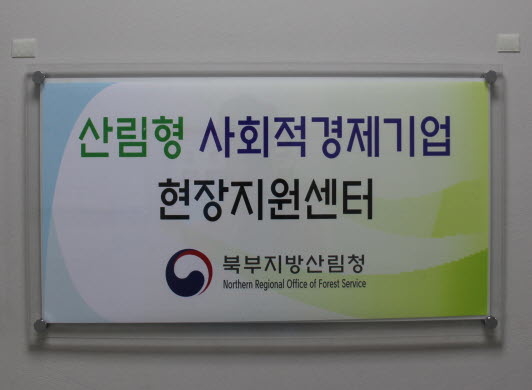 산림형 사회적경제기업
현장지원센터
북부지방산림청
Northern Regional Office of Forest Service